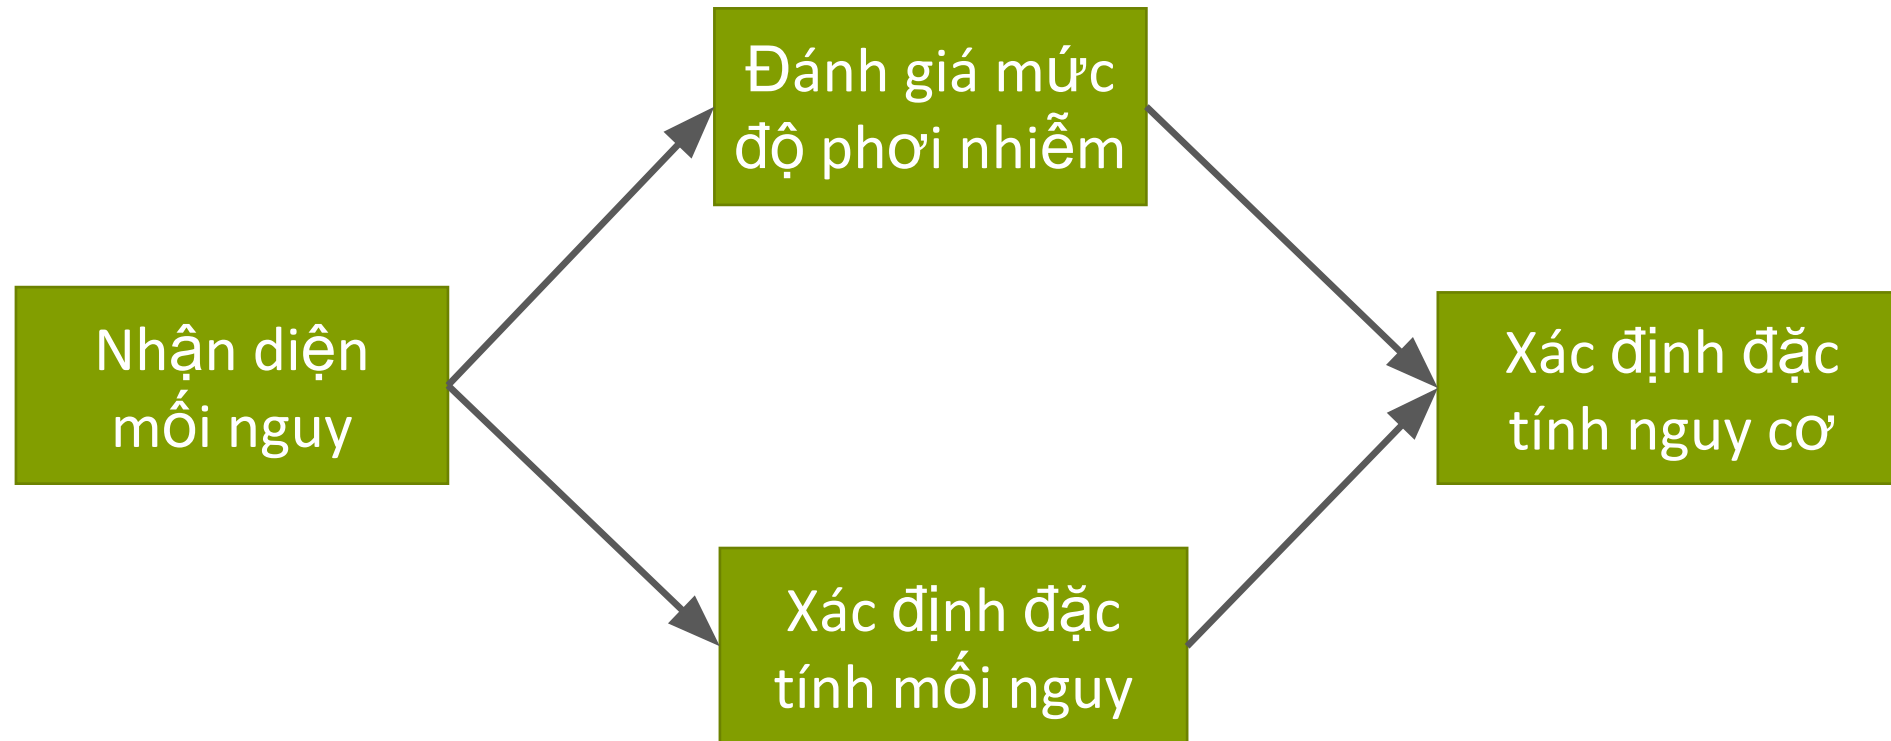 Đánh giá mức
độ phơi nhiễm
Nhận diện
mối nguy
Xác định đặc
tính nguy cơ
Xác định đặc
tính mối nguy